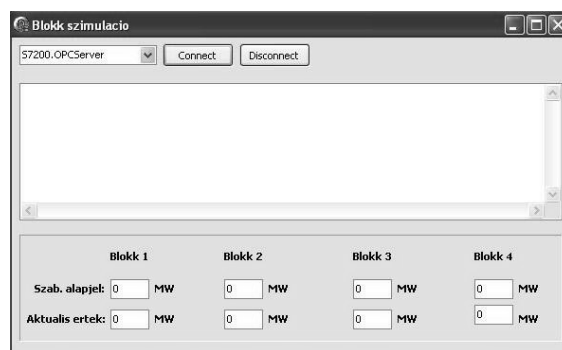 Blokk szimulacio
S7200.OPCServer Connect Disconnect
Blokk 1 Blokk 2 Blokk 3 Blokk 4
Szab. alapjel: 0 MW 0 MW 0 MW 0 MW
Aktualis ertek: 0 MW 0 MW 0 MW 0 MW